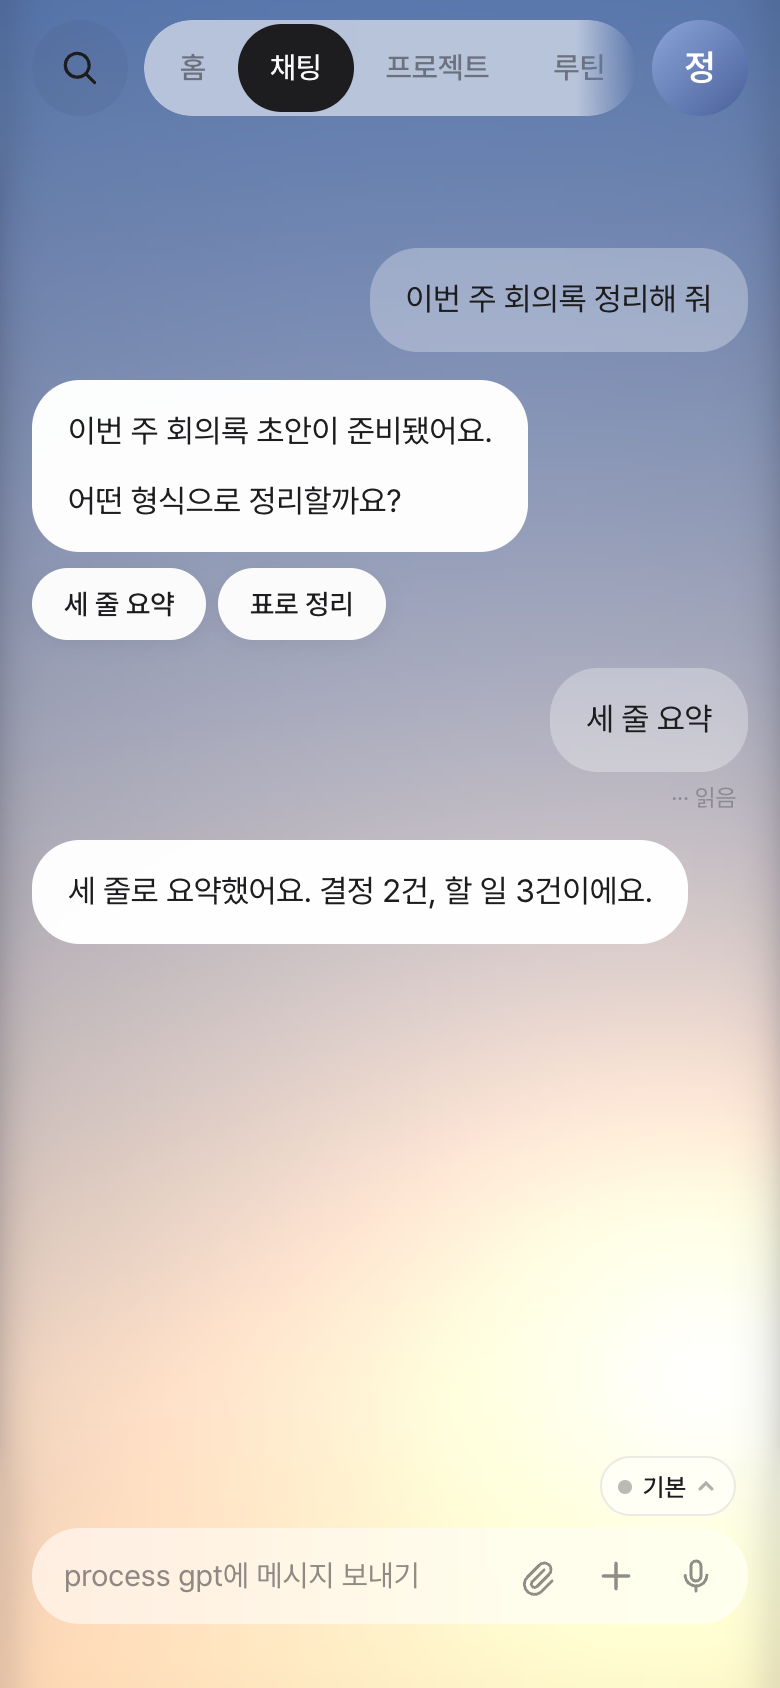 홈
채팅
프로젝트
루틴
정
이번 주 회의록 정리해 줘
이번 주 회의록 초안이 준비됐어요.
어떤 형식으로 정리할까요?
세 줄 요약
표로 정리
세 줄 요약
··· 읽음
세 줄로 요약했어요. 결정 2건, 할 일 3건이에요.
기본
process gpt에 메시지 보내기